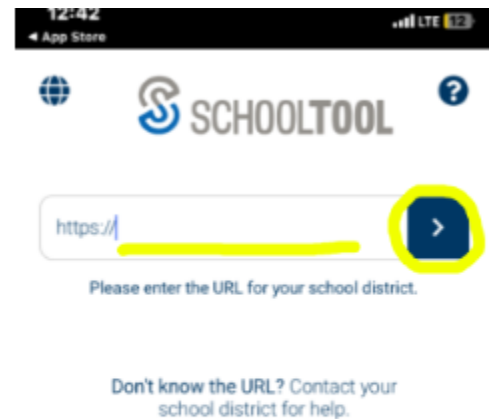 12:42
LTE 12
◀ App Store
?
SCHOOLTOOL
https://
>
Please enter the URL for your school district.
Don't know the URL? Contact your
school district for help.